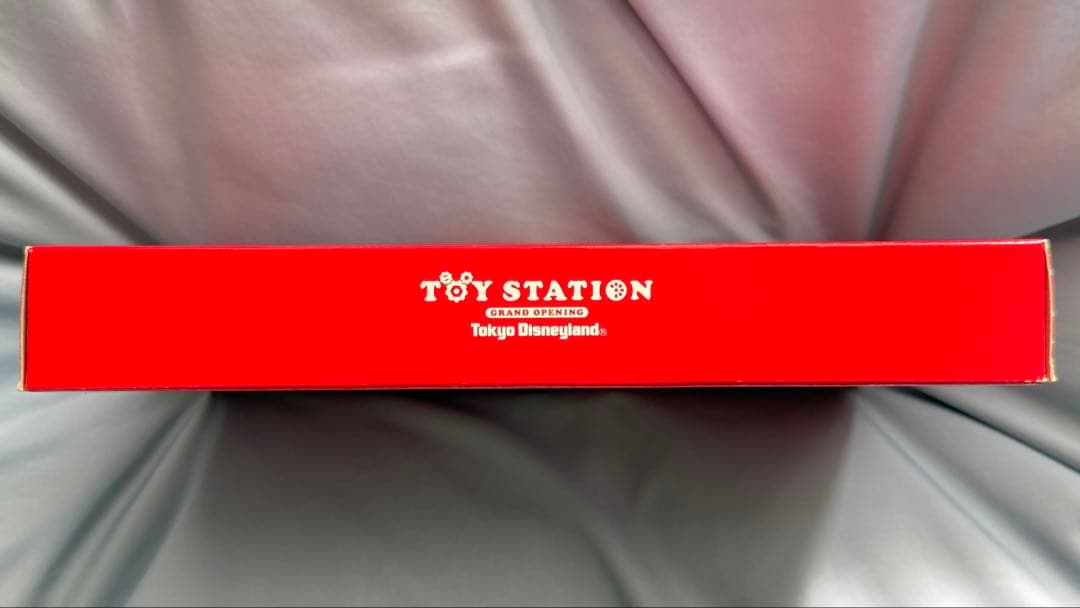 TOY STATION
GRAND OPENING
Tokyo Disneyland®